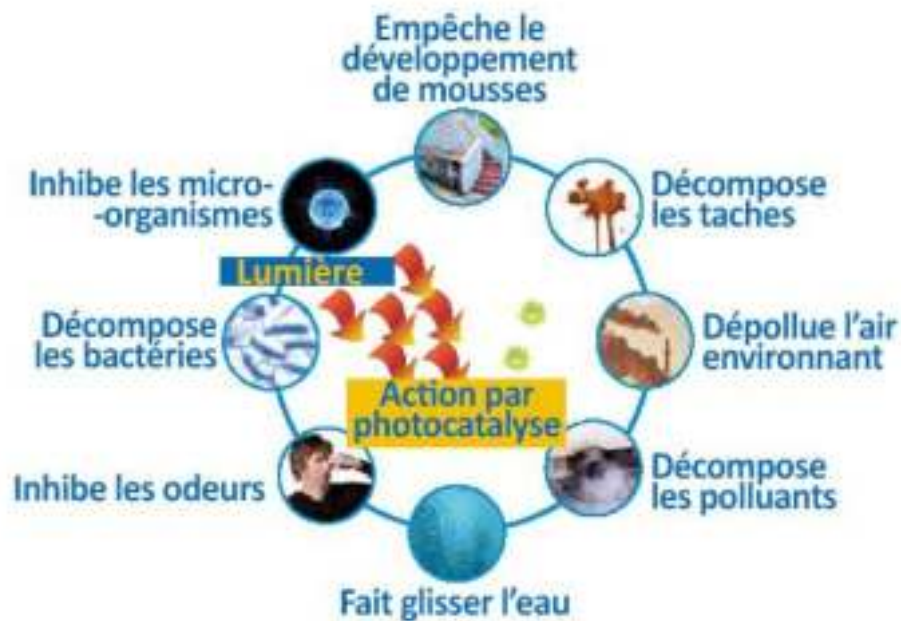 Empêche le
développement
de mousses
Inhibe les micro-
-organismes
Décompose
les taches
Lumière
Décompose
les bactéries
Dépollue l'air
environnant
Action par
photocatalyse
Inhibe les odeurs
Décompose
les polluants
Fait glisser l'eau